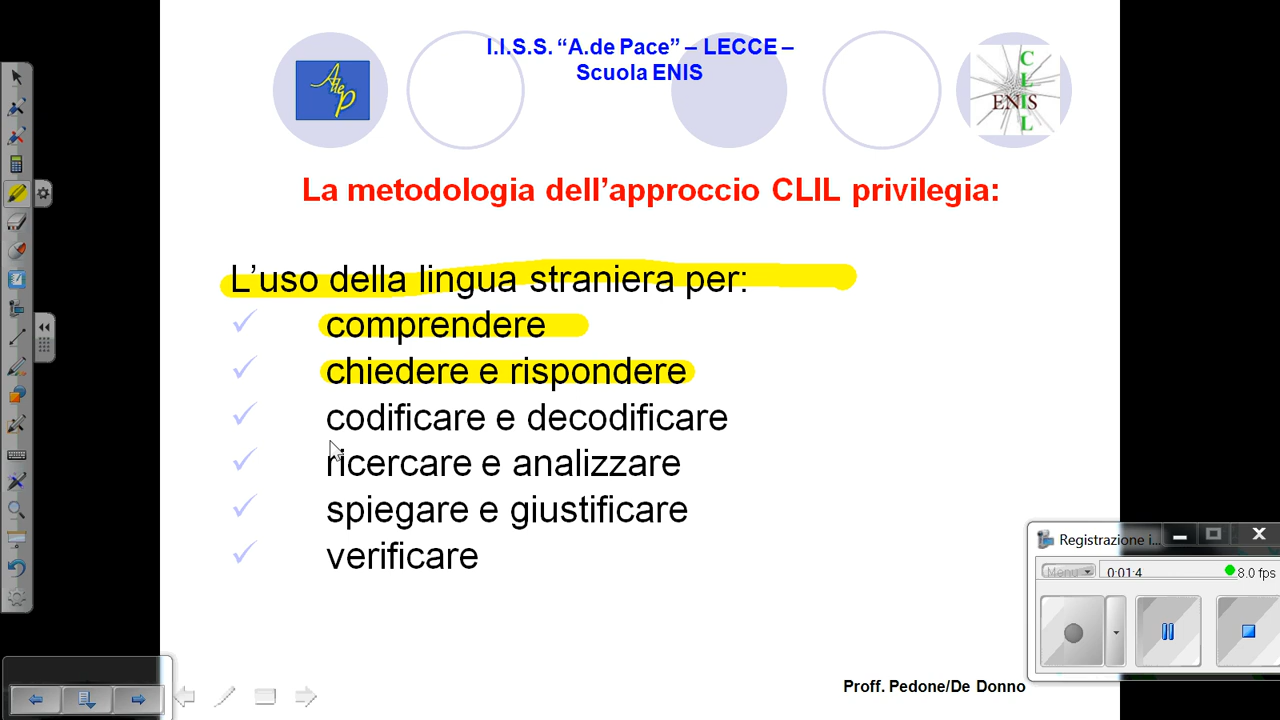 I.I.S.S. “A.de Pace” – LECCE –
Scuola ENIS
AdeP
CLIL
ENIS
La metodologia dell’approccio CLIL privilegia:
L’uso della lingua straniera per:
comprendere
chiedere e rispondere
codificare e decodificare
ricercare e analizzare
spiegare e giustificare
verificare
Registrazione i...
Menu
0:01:4
8.0 fps
Proff. Pedone/De Donno